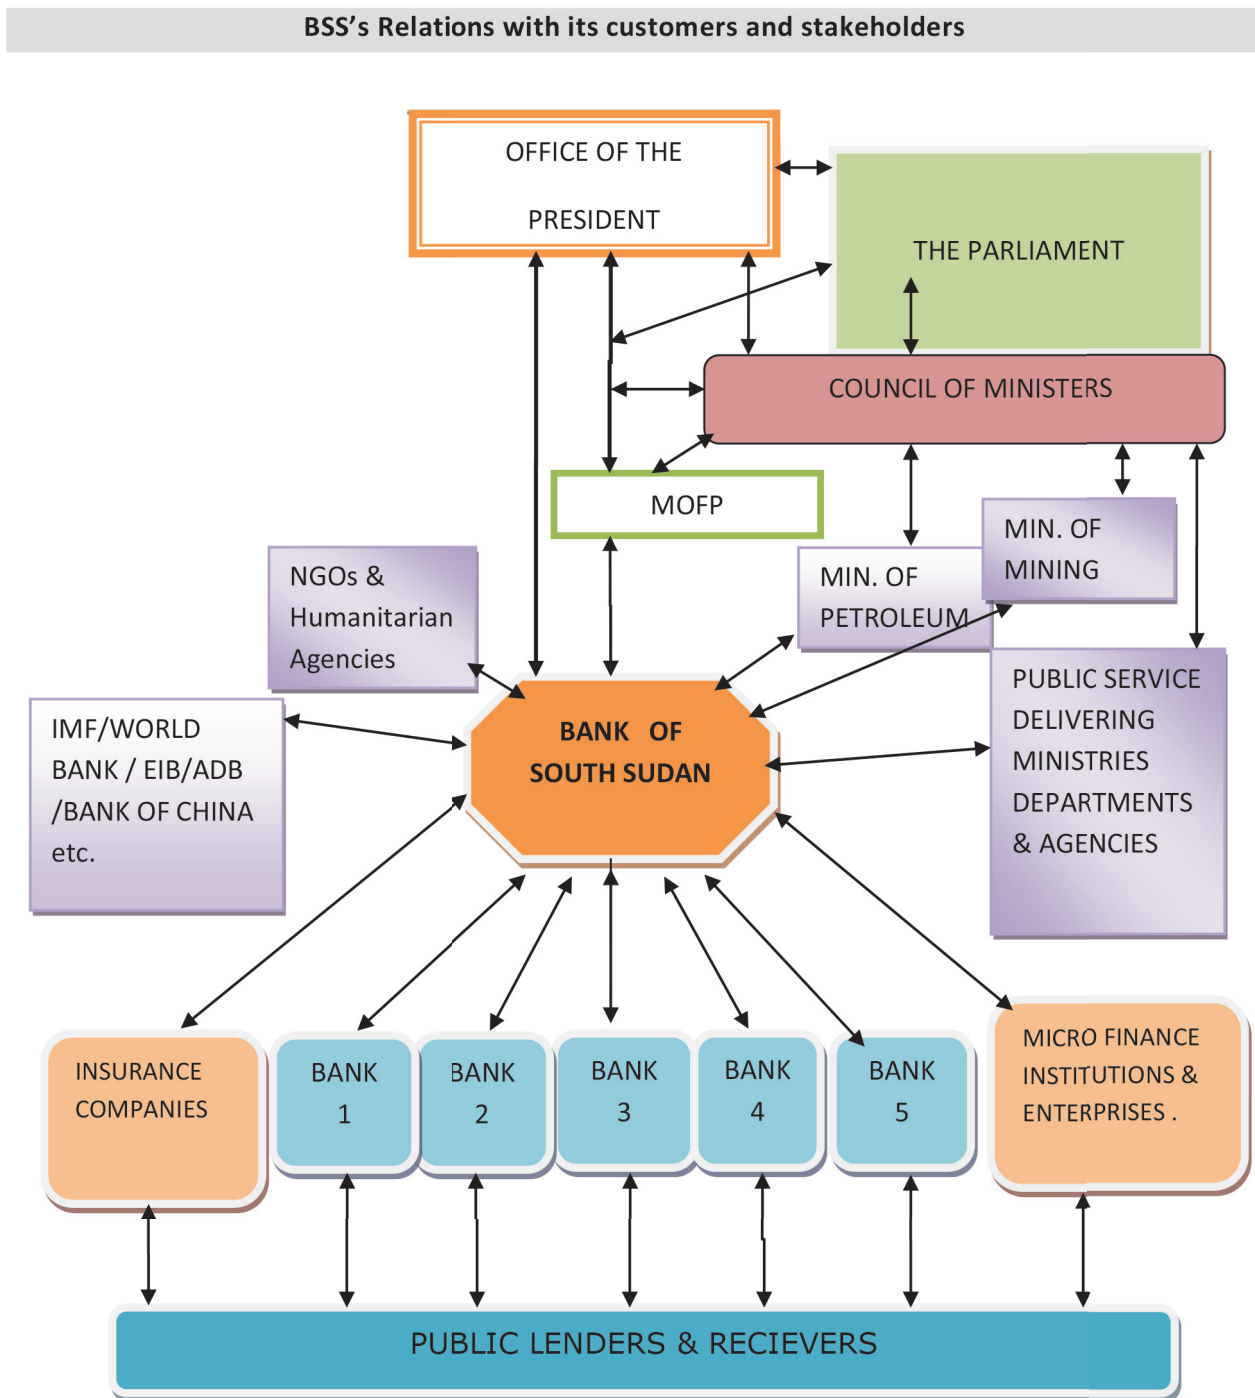 BSS's Relations with its customers and stakeholders
OFFICE OF THE
PRESIDENT
THE PARLIAMENT
COUNCIL OF MINISTERS
MOFP
MIN. OF
MINING
MIN. OF
PETROLEUM
NGOs &
Humanitarian
Agencies
PUBLIC SERVICE
DELIVERING
MINISTRIES
DEPARTMENTS
& AGENCIES
IMF/WORLD
BANK / EIB/ADB
/BANK OF CHINA
etc.
BANK OF
SOUTH SUDAN
INSURANCE
COMPANIES
BANK
1
BANK
2
BANK
3
BANK
4
BANK
5
MICRO FINANCE
INSTITUTIONS &
ENTERPRISES .
PUBLIC LENDERS & RECIEVERS